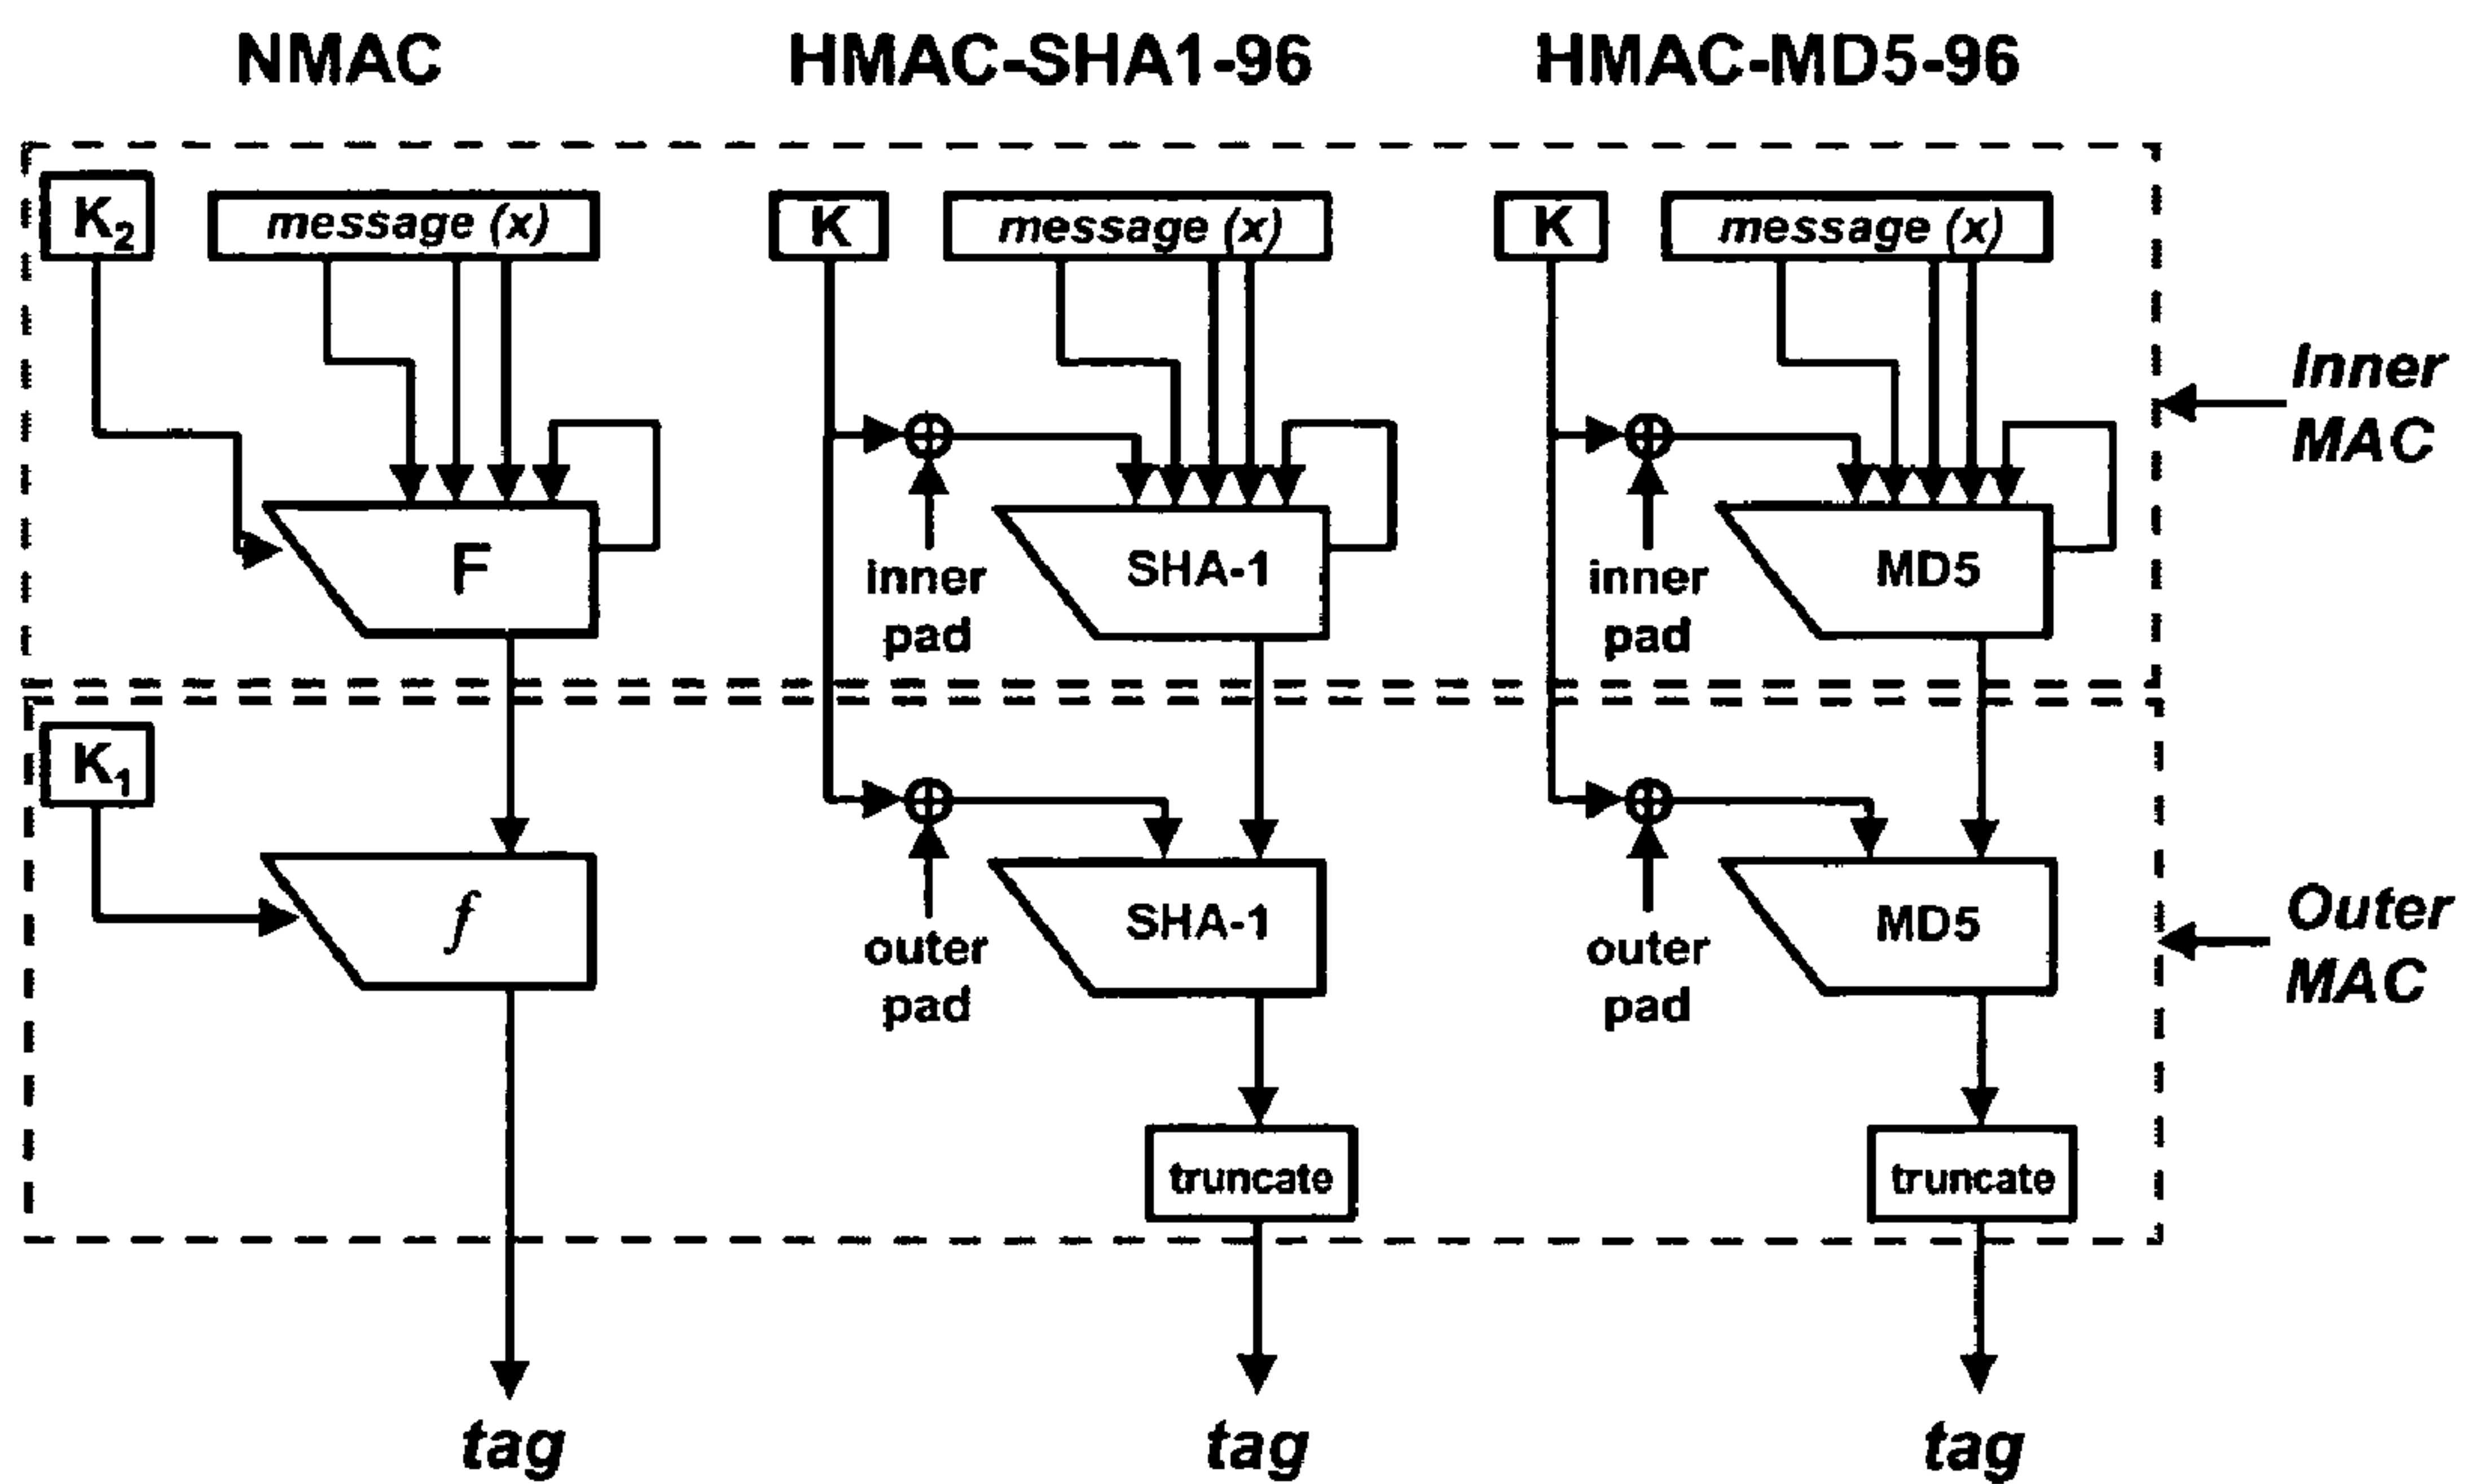 NMAC
HMAC-SHA1-96
HMAC-MD5-96
K₂
message (x)
K
message (x)
K
message (x)
Inner
MAC
F
inner
pad
SHA-1
inner
pad
MD5
K₁
f
outer
pad
SHA-1
outer
pad
MD5
Outer
MAC
truncate
truncate
tag
tag
tag